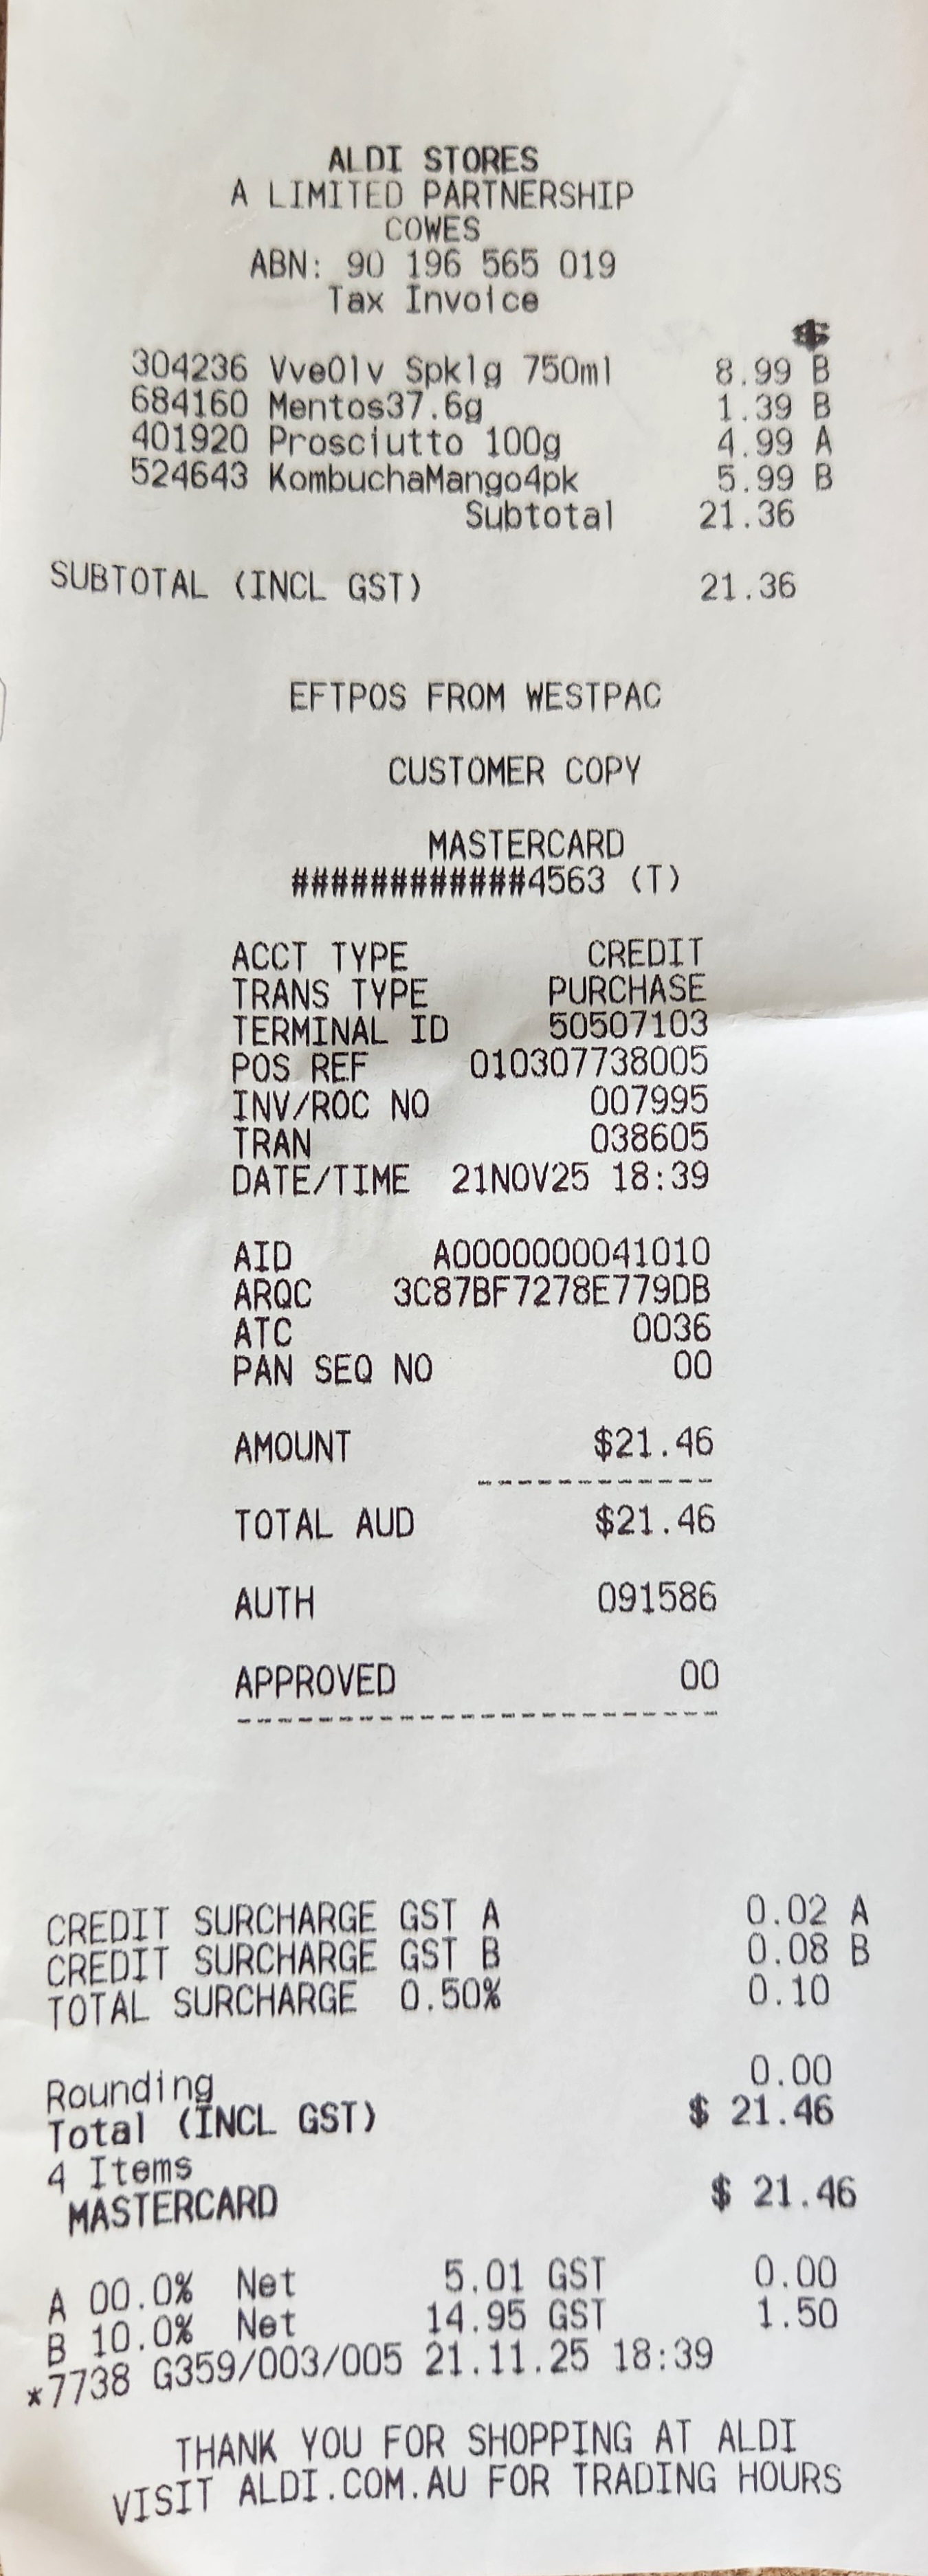 ALDI STORES
A LIMITED PARTNERSHIP
COWES
ABN: 90 196 565 019
Tax Invoice
$
304236 VveOlv Spklg 750ml 8.99 B
684160 Mentos37.6g 1.39 B
401920 Prosciutto 100g 4.99 A
524643 KombuchaMango4pk 5.99 B
Subtotal 21.36
SUBTOTAL (INCL GST) 21.36
EFTPOS FROM WESTPAC
CUSTOMER COPY
MASTERCARD
############4563 (T)
ACCT TYPE CREDIT
TRANS TYPE PURCHASE
TERMINAL ID 50507103
POS REF 010307738005
INV/ROC NO 007995
TRAN 038605
DATE/TIME 21NOV25 18:39
AID A0000000041010
ARQC 3C87BF7278E779DB
ATC 0036
PAN SEQ NO 00
AMOUNT $21.46
------------
TOTAL AUD $21.46
AUTH 091586
APPROVED 00
------------------------
CREDIT SURCHARGE GST A 0.02 A
CREDIT SURCHARGE GST B 0.08 B
TOTAL SURCHARGE 0.50% 0.10
Rounding 0.00
Total (INCL GST) $ 21.46
4 Items
MASTERCARD $ 21.46
A 00.0% Net 5.01 GST 0.00
B 10.0% Net 14.95 GST 1.50
*7738 G359/003/005 21.11.25 18:39
THANK YOU FOR SHOPPING AT ALDI
VISIT ALDI.COM.AU FOR TRADING HOURS